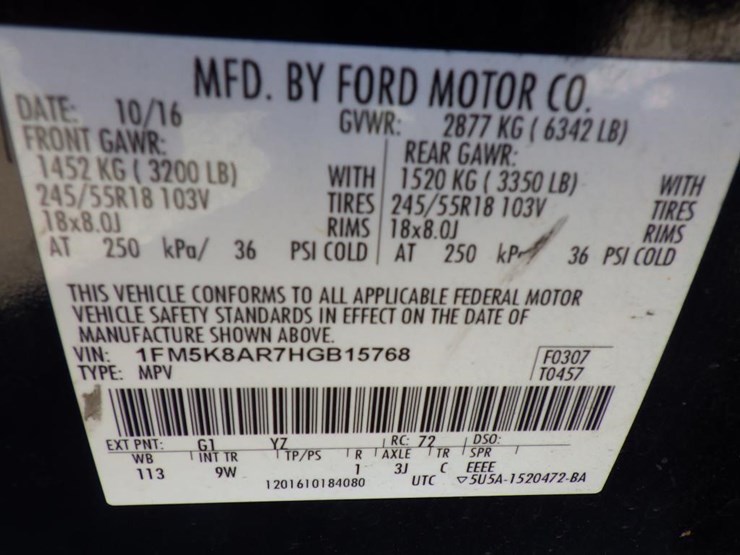 MFD. BY FORD MOTOR CO.
DATE: 10/16 GVWR: 2877 KG ( 6342 LB)
FRONT GAWR: REAR GAWR:
1452 KG ( 3200 LB) WITH 1520 KG ( 3350 LB) WITH
245/55R18 103V TIRES 245/55R18 103V TIRES
18x8.0J RIMS 18x8.0J RIMS
AT 250 kPa/ 36 PSI COLD AT 250 kPa/ 36 PSI COLD
THIS VEHICLE CONFORMS TO ALL APPLICABLE FEDERAL MOTOR
VEHICLE SAFETY STANDARDS IN EFFECT ON THE DATE OF
MANUFACTURE SHOWN ABOVE.
VIN: 1FM5K8AR7HGB15768 F0307
TYPE: MPV T0457
EXT PNT: G1 YZ RC: 72 DSO:
WB INT TR TP/PS R AXLE TR SPR
113 9W 1 3J C EEEE
1201610184080 UTC ▽5U5A-1520472-BA